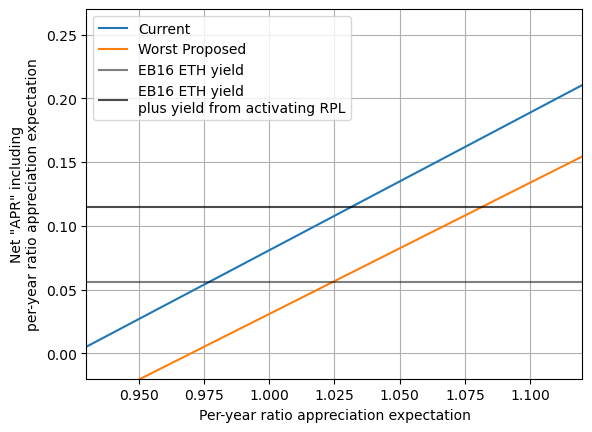 Current
Worst Proposed
EB16 ETH yield
EB16 ETH yield
plus yield from activating RPL
Net "APR" including
per-year ratio appreciation expectation
0.25
0.20
0.15
0.10
0.05
0.00
0.950 0.975 1.000 1.025 1.050 1.075 1.100
Per-year ratio appreciation expectation